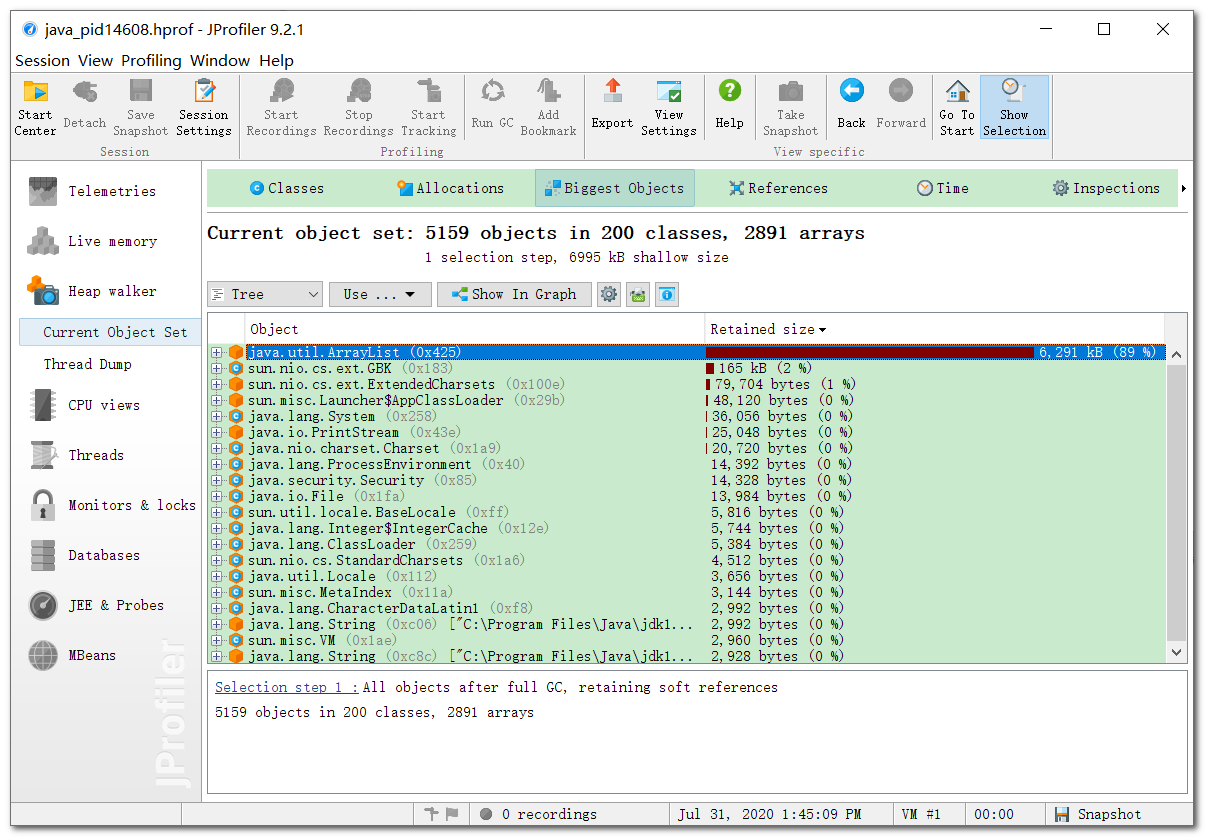 java_pid14608.hprof - JProfiler 9.2.1
Session View Profiling Window Help
Start Center
Detach
Save Snapshot
Session Settings
Start Recordings
Stop Recordings
Start Tracking
Run GC
Add Bookmark
Export
View Settings
Help
Take Snapshot
Back
Forward
Go To Start
Show Selection
Session
Profiling
View specific
Telemetries
Live memory
Heap walker
Current Object Set
Thread Dump
CPU views
Threads
Monitors & locks
Databases
JEE & Probes
MBeans
JProfiler
Classes
Allocations
Biggest Objects
References
Time
Inspections
Current object set: 5159 objects in 200 classes, 2891 arrays
1 selection step, 6995 kB shallow size
Tree
Use ...
Show In Graph
Object Retained size
java.util.ArrayList (0x425) 6,291 kB (89 %)
sun.nio.cs.ext.GBK (0x183) 165 kB (2 %)
sun.nio.cs.ext.ExtendedCharsets (0x100e) 79,704 bytes (1 %)
sun.misc.Launcher$AppClassLoader (0x29b) 48,120 bytes (0 %)
java.lang.System (0x258) 36,056 bytes (0 %)
java.io.PrintStream (0x43e) 25,048 bytes (0 %)
java.nio.charset.Charset (0x1a9) 20,720 bytes (0 %)
java.lang.ProcessEnvironment (0x40) 14,392 bytes (0 %)
java.security.Security (0x85) 14,328 bytes (0 %)
java.io.File (0x1fa) 13,984 bytes (0 %)
sun.util.locale.BaseLocale (0xff) 5,816 bytes (0 %)
java.lang.Integer$IntegerCache (0x12e) 5,744 bytes (0 %)
java.lang.ClassLoader (0x259) 5,384 bytes (0 %)
sun.nio.cs.StandardCharsets (0x1a6) 4,512 bytes (0 %)
java.util.Locale (0x112) 3,656 bytes (0 %)
sun.misc.MetaIndex (0x11a) 3,144 bytes (0 %)
java.lang.CharacterDataLatin1 (0xf8) 2,992 bytes (0 %)
java.lang.String (0xc06) ["C:\Program Files\Java\jdk1... 2,992 bytes (0 %)
sun.misc.VM (0x1ae) 2,960 bytes (0 %)
java.lang.String (0xc8c) ["C:\Program Files\Java\jdk1... 2,928 bytes (0 %)
Selection step 1 : All objects after full GC, retaining soft references
5159 objects in 200 classes, 2891 arrays
0 recordings
Jul 31, 2020 1:45:09 PM
VM #1
00:00
Snapshot